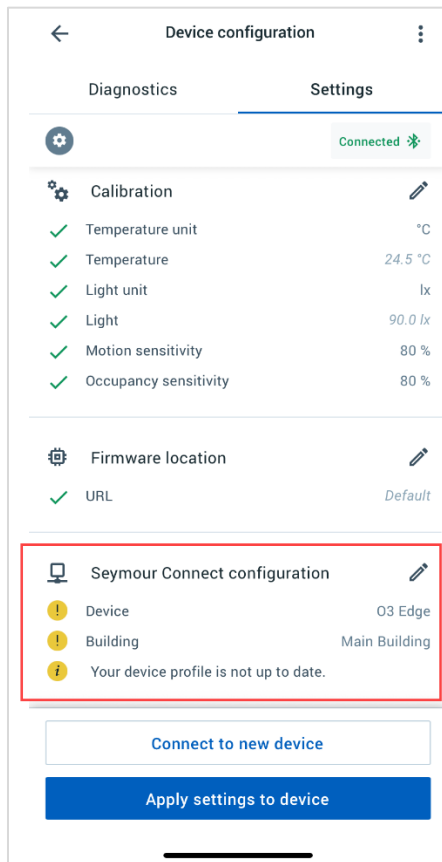 Device configuration
Diagnostics Settings
Connected
Calibration
Temperature unit °C
Temperature 24.5 °C
Light unit lx
Light 90.0 lx
Motion sensitivity 80 %
Occupancy sensitivity 80 %
Firmware location
URL Default
Seymour Connect configuration
! Device O3 Edge
! Building Main Building
i Your device profile is not up to date.
Connect to new device
Apply settings to device